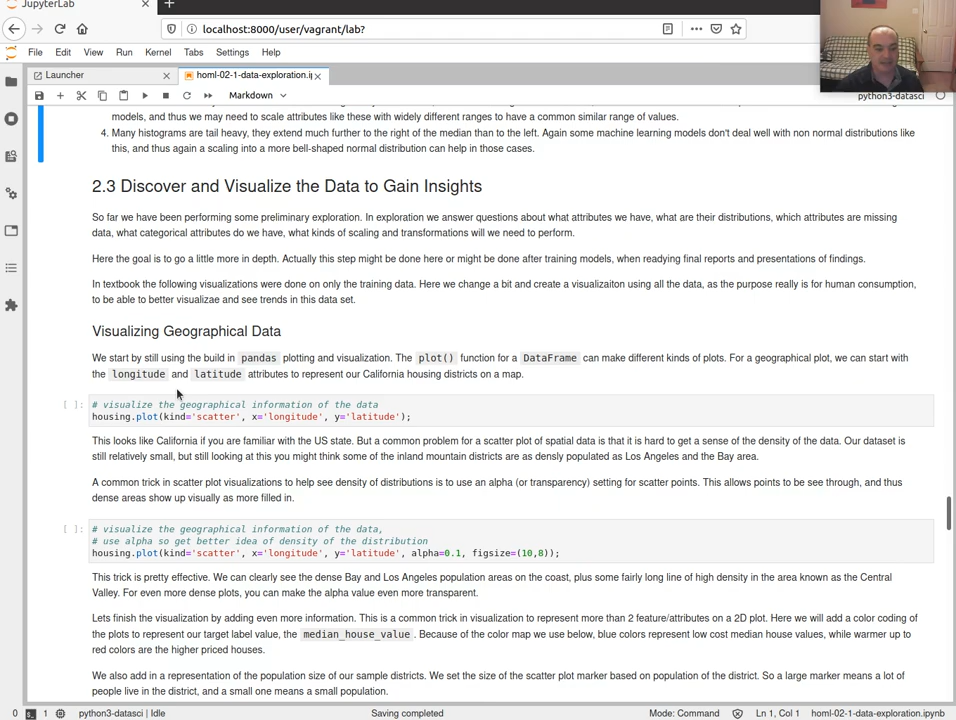 JupyterLab
localhost:8000/user/vagrant/lab?
File Edit View Run Kernel Tabs Settings Help
Launcher homl-02-1-data-exploration.i
Markdown
python3-datasci
models, and thus we may need to scale attributes like these with widely different ranges to have a common similar range of values.
4. Many histograms are tail heavy, they extend much further to the right of the median than to the left. Again some machine learning models don't deal well with non normal distributions like
this, and thus again a scaling into a more bell-shaped normal distribution can help in those cases.
2.3 Discover and Visualize the Data to Gain Insights
So far we have been performing some preliminary exploration. In exploration we answer questions about what attributes we have, what are their distributions, which attributes are missing
data, what categorical attributes do we have, what kinds of scaling and transformations will we need to perform.
Here the goal is to go a little more in depth. Actually this step might be done here or might be done after training models, when readying final reports and presentations of findings.
In textbook the following visualizations were done on only the training data. Here we change a bit and create a visualizaiton using all the data, as the purpose really is for human consumption,
to be able to better visualizae and see trends in this data set.
Visualizing Geographical Data
We start by still using the build in pandas plotting and visualization. The plot() function for a DataFrame can make different kinds of plots. For a geographical plot, we can start with
the longitude and latitude attributes to represent our California housing districts on a map.
[ ]: # visualize the geographical information of the data
housing.plot(kind='scatter', x='longitude', y='latitude');
This looks like California if you are familiar with the US state. But a common problem for a scatter plot of spatial data is that it is hard to get a sense of the density of the data. Our dataset is
still relatively small, but still looking at this you might think some of the inland mountain districts are as densly populated as Los Angeles and the Bay area.
A common trick in scatter plot visualizations to help see density of distributions is to use an alpha (or transparency) setting for scatter points. This allows points to be see through, and thus
dense areas show up visually as more filled in.
[ ]: # visualize the geographical information of the data,
# use alpha so get better idea of density of the distribution
housing.plot(kind='scatter', x='longitude', y='latitude', alpha=0.1, figsize=(10,8));
This trick is pretty effective. We can clearly see the dense Bay and Los Angeles population areas on the coast, plus some fairly long line of high density in the area known as the Central
Valley. For even more dense plots, you can make the alpha value even more transparent.
Lets finish the visualization by adding even more information. This is a common trick in visualization to represent more than 2 feature/attributes on a 2D plot. Here we will add a color coding of
the plots to represent our target label value, the median_house_value. Because of the color map we use below, blue colors represent low cost median house values, while warmer up to
red colors are the higher priced houses.
We also add in a representation of the population size of our sample districts. We set the size of the scatter plot marker based on population of the district. So a large marker means a lot of
people live in the district, and a small one means a small population.
0 1 python3-datasci | Idle Saving completed Mode: Command Ln 1, Col 1 homl-02-1-data-exploration.ipynb